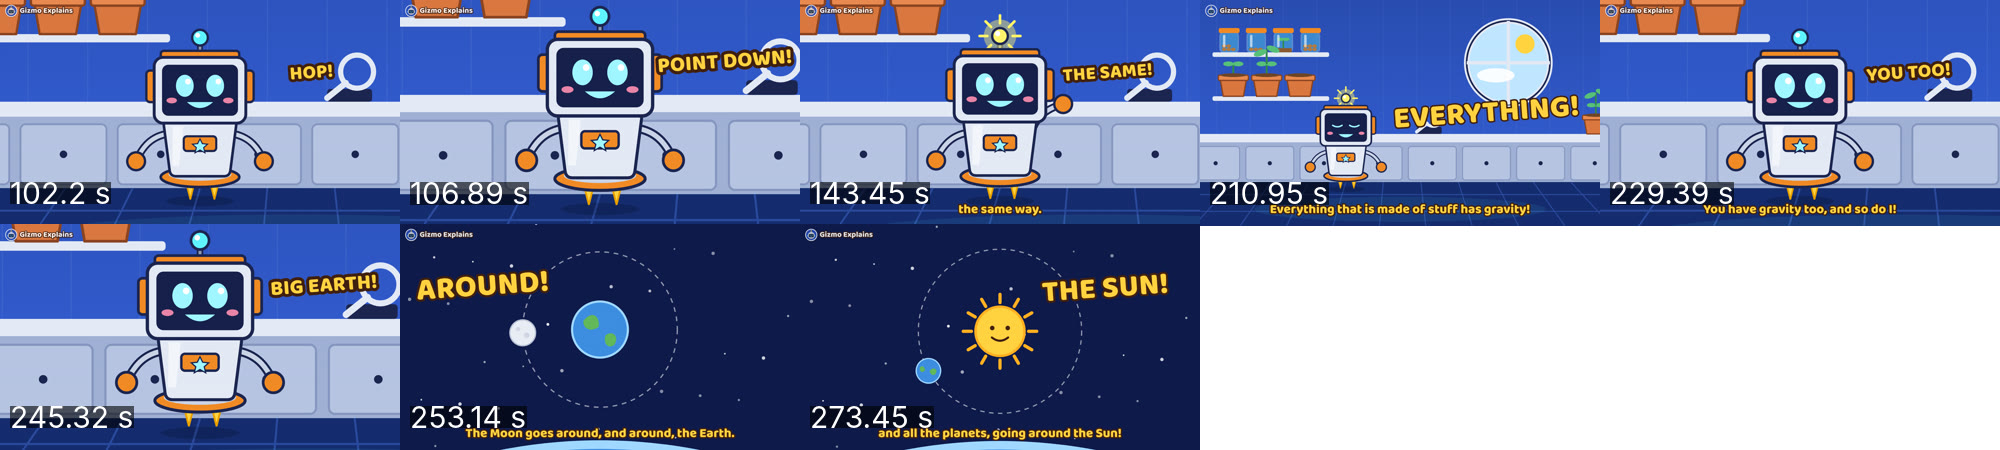 Gizmo Explains
HOP!
102.2 s
Gizmo Explains
POINT DOWN!
106.89 s
Gizmo Explains
THE SAME!
143.45 s
the same way.
Gizmo Explains
EVERYTHING!
210.95 s
Everything that is made of stuff has gravity!
Gizmo Explains
YOU TOO!
229.39 s
You have gravity too, and so do I!
Gizmo Explains
BIG EARTH!
245.32 s
Gizmo Explains
AROUND!
253.14 s
The Moon goes around, and around, the Earth.
Gizmo Explains
THE SUN!
273.45 s
and all the planets, going around the Sun!